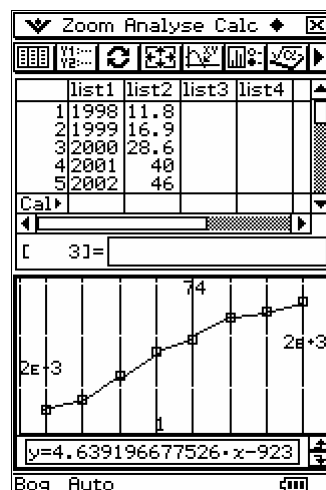 Zoom Analyse Calc
list1 list2 list3 list4
1 1998 11.8
2 1999 16.9
3 2000 28.6
4 2001 40
5 2002 46
Cal
[ 3]=
74
2E+3
2E+3
1
y=4.639196677526·x-923
Bog Auto